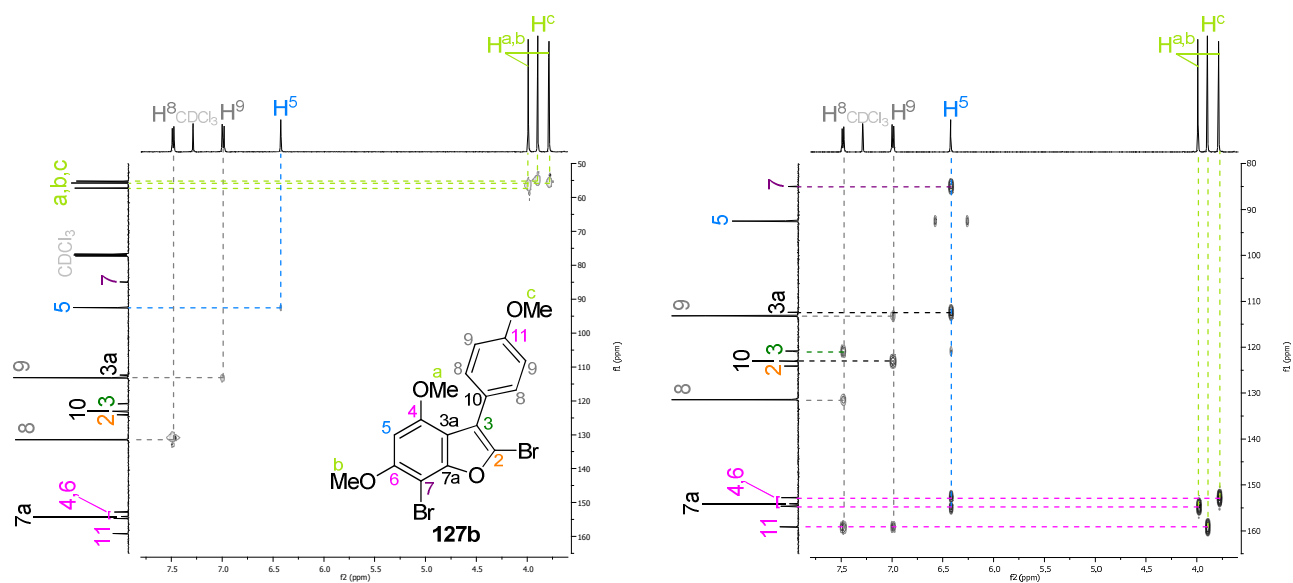 H^c
H^a,b
H^8
CDCl₃
H^9
H^5
a,b,c
CDCl₃
7
5
9
3a
10
3
2
8
4,6
7a
11
50
60
70
80
90
100
110
120
130
140
150
160
f1 (ppm)
7.5
7.0
6.5
6.0
5.5
5.0
4.5
4.0
f2 (ppm)
c
OMe
11
9
9
8
8
a
OMe
10
4
3a
3
5
2
Br
b
MeO
6
7a
O
7
Br
127b
H^c
H^a,b
H^8
CDCl₃
H^9
H^5
7
5
9
3a
3
10
2
8
4,6
7a
11
80
90
100
110
120
130
140
150
160
f1 (ppm)
7.5
7.0
6.5
6.0
5.5
5.0
4.5
4.0
f2 (ppm)